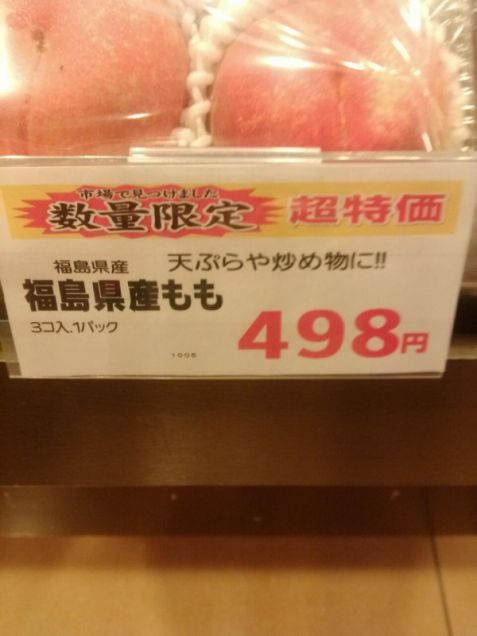 市場で見つけました
数量限定 超特価
福島県産 天ぷらや炒め物に!!
福島県産もも
3コ入.1パック
498円
1005